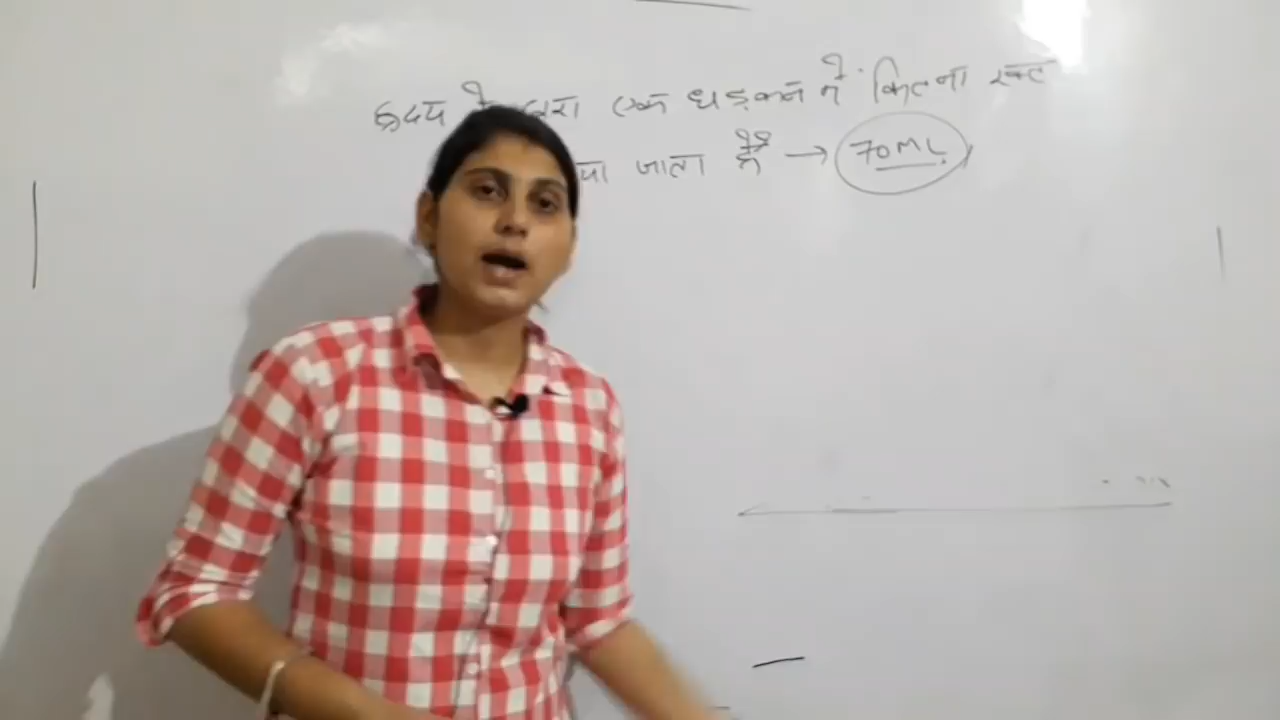 हृदय के द्वारा एक धड़कन में कितना रक्त
जाता है → 70ML